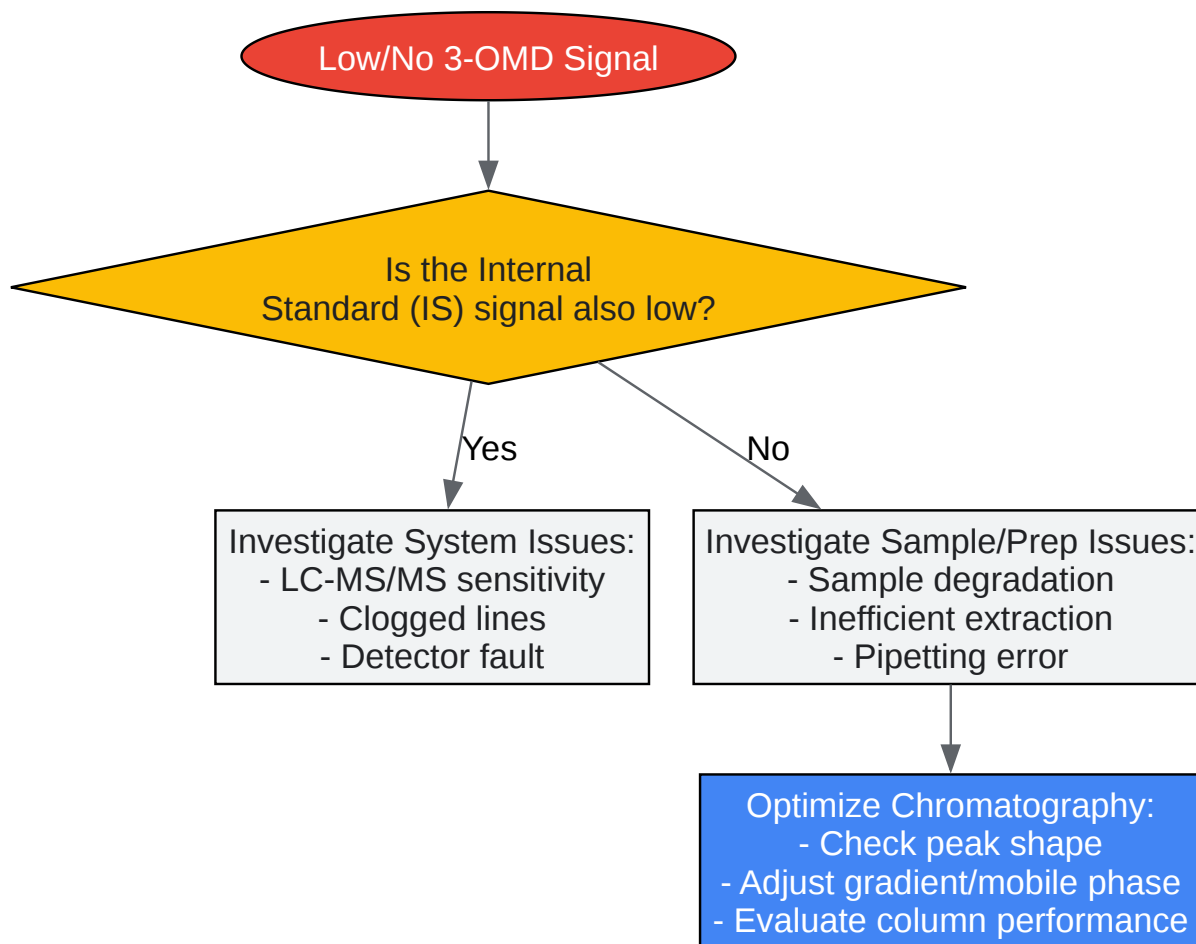 Low/No 3-OMD Signal
Is the Internal
Standard (IS) signal also low?
Yes
No
Investigate System Issues:
- LC-MS/MS sensitivity
- Clogged lines
- Detector fault
Investigate Sample/Prep Issues:
- Sample degradation
- Inefficient extraction
- Pipetting error
Optimize Chromatography:
- Check peak shape
- Adjust gradient/mobile phase
- Evaluate column performance